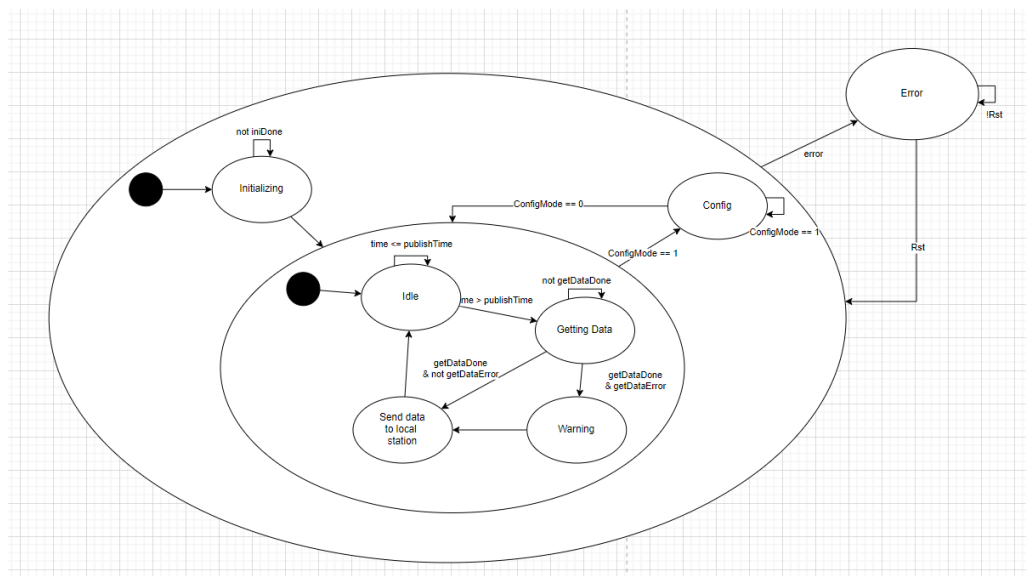 Error
!Rst
error
not iniDone
Initializing
Config
ConfigMode == 0
ConfigMode == 1
ConfigMode == 1
Rst
time <= publishTime
Idle
me > publishTime
not getDataDone
Getting Data
getDataDone
& not getDataError
getDataDone
& getDataError
Send data
to local
station
Warning